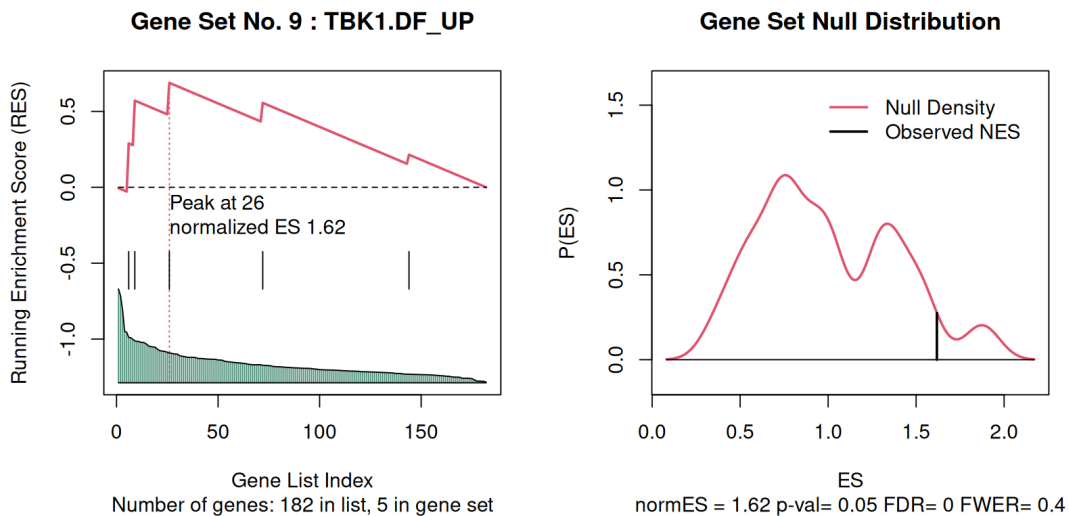 Gene Set No. 9 : TBK1.DF_UP
Running Enrichment Score (RES)
0.5
0.0
-0.5
-1.0
Peak at 26
normalized ES 1.62
0 50 100 150
Gene List Index
Number of genes: 182 in list, 5 in gene set
Gene Set Null Distribution
P(ES)
1.5
1.0
0.5
0.0
Null Density
Observed NES
0.0 0.5 1.0 1.5 2.0
ES
normES = 1.62 p-val= 0.05 FDR= 0 FWER= 0.4